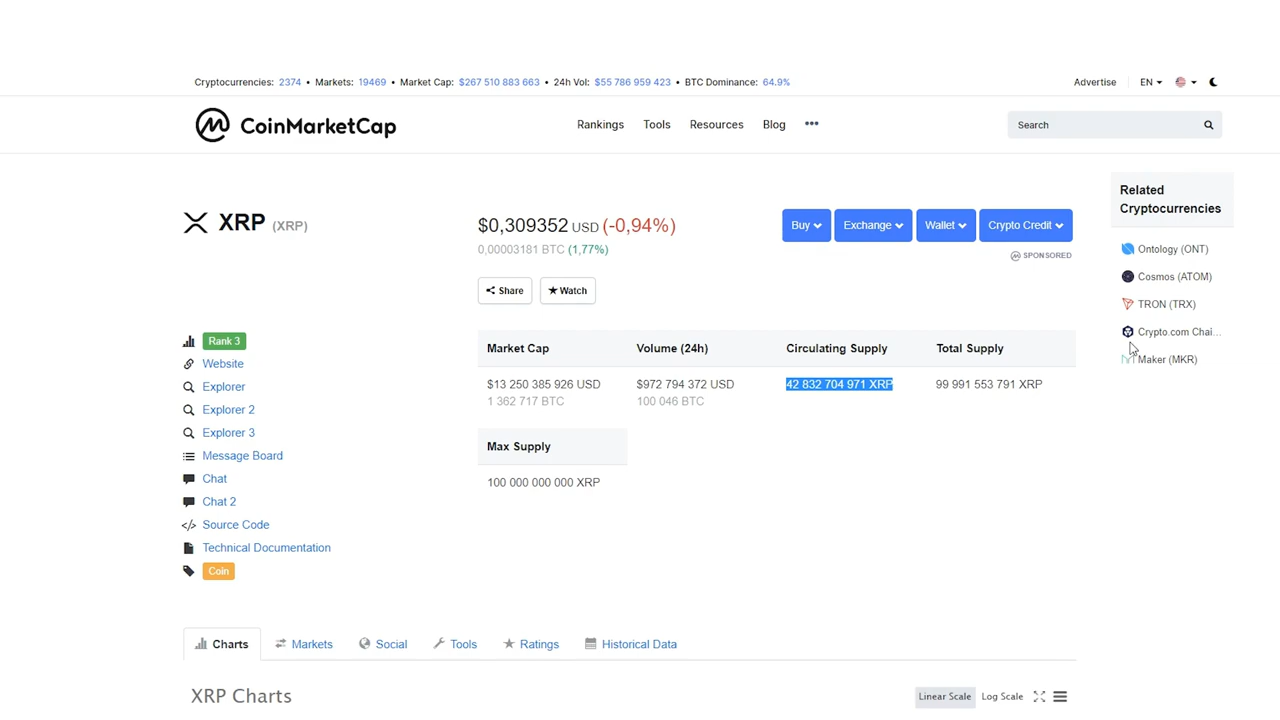 Cryptocurrencies: 2374 • Markets: 19469 • Market Cap: $267 510 883 663 • 24h Vol: $55 786 959 423 • BTC Dominance: 64.9%
Advertise EN
CoinMarketCap
Rankings Tools Resources Blog •••
Search
XRP (XRP)
$0,309352 USD (-0,94%)
0,00003181 BTC (1,77%)
Share Watch
Buy Exchange Wallet Crypto Credit
SPONSORED
Related
Cryptocurrencies
Ontology (ONT)
Cosmos (ATOM)
TRON (TRX)
Crypto.com Chai...
Maker (MKR)
Rank 3
Website
Explorer
Explorer 2
Explorer 3
Message Board
Chat
Chat 2
Source Code
Technical Documentation
Coin
Market Cap Volume (24h) Circulating Supply Total Supply
$13 250 385 926 USD $972 794 372 USD 42 832 704 971 XRP 99 991 553 791 XRP
1 362 717 BTC 100 046 BTC
Max Supply
100 000 000 000 XRP
Charts Markets Social Tools Ratings Historical Data
XRP Charts
Linear Scale Log Scale